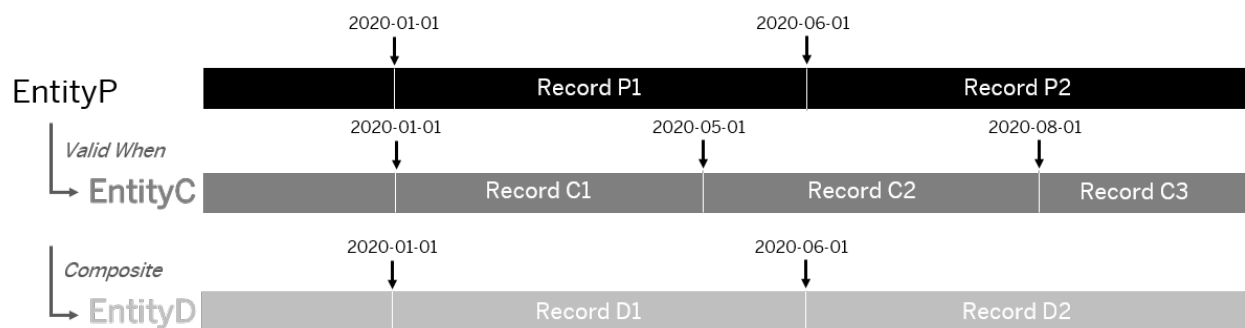 2020-01-01 2020-06-01
EntityP Record P1 Record P2
2020-01-01 2020-05-01 2020-08-01
Valid When
EntityC Record C1 Record C2 Record C3
2020-01-01 2020-06-01
Composite
EntityD Record D1 Record D2